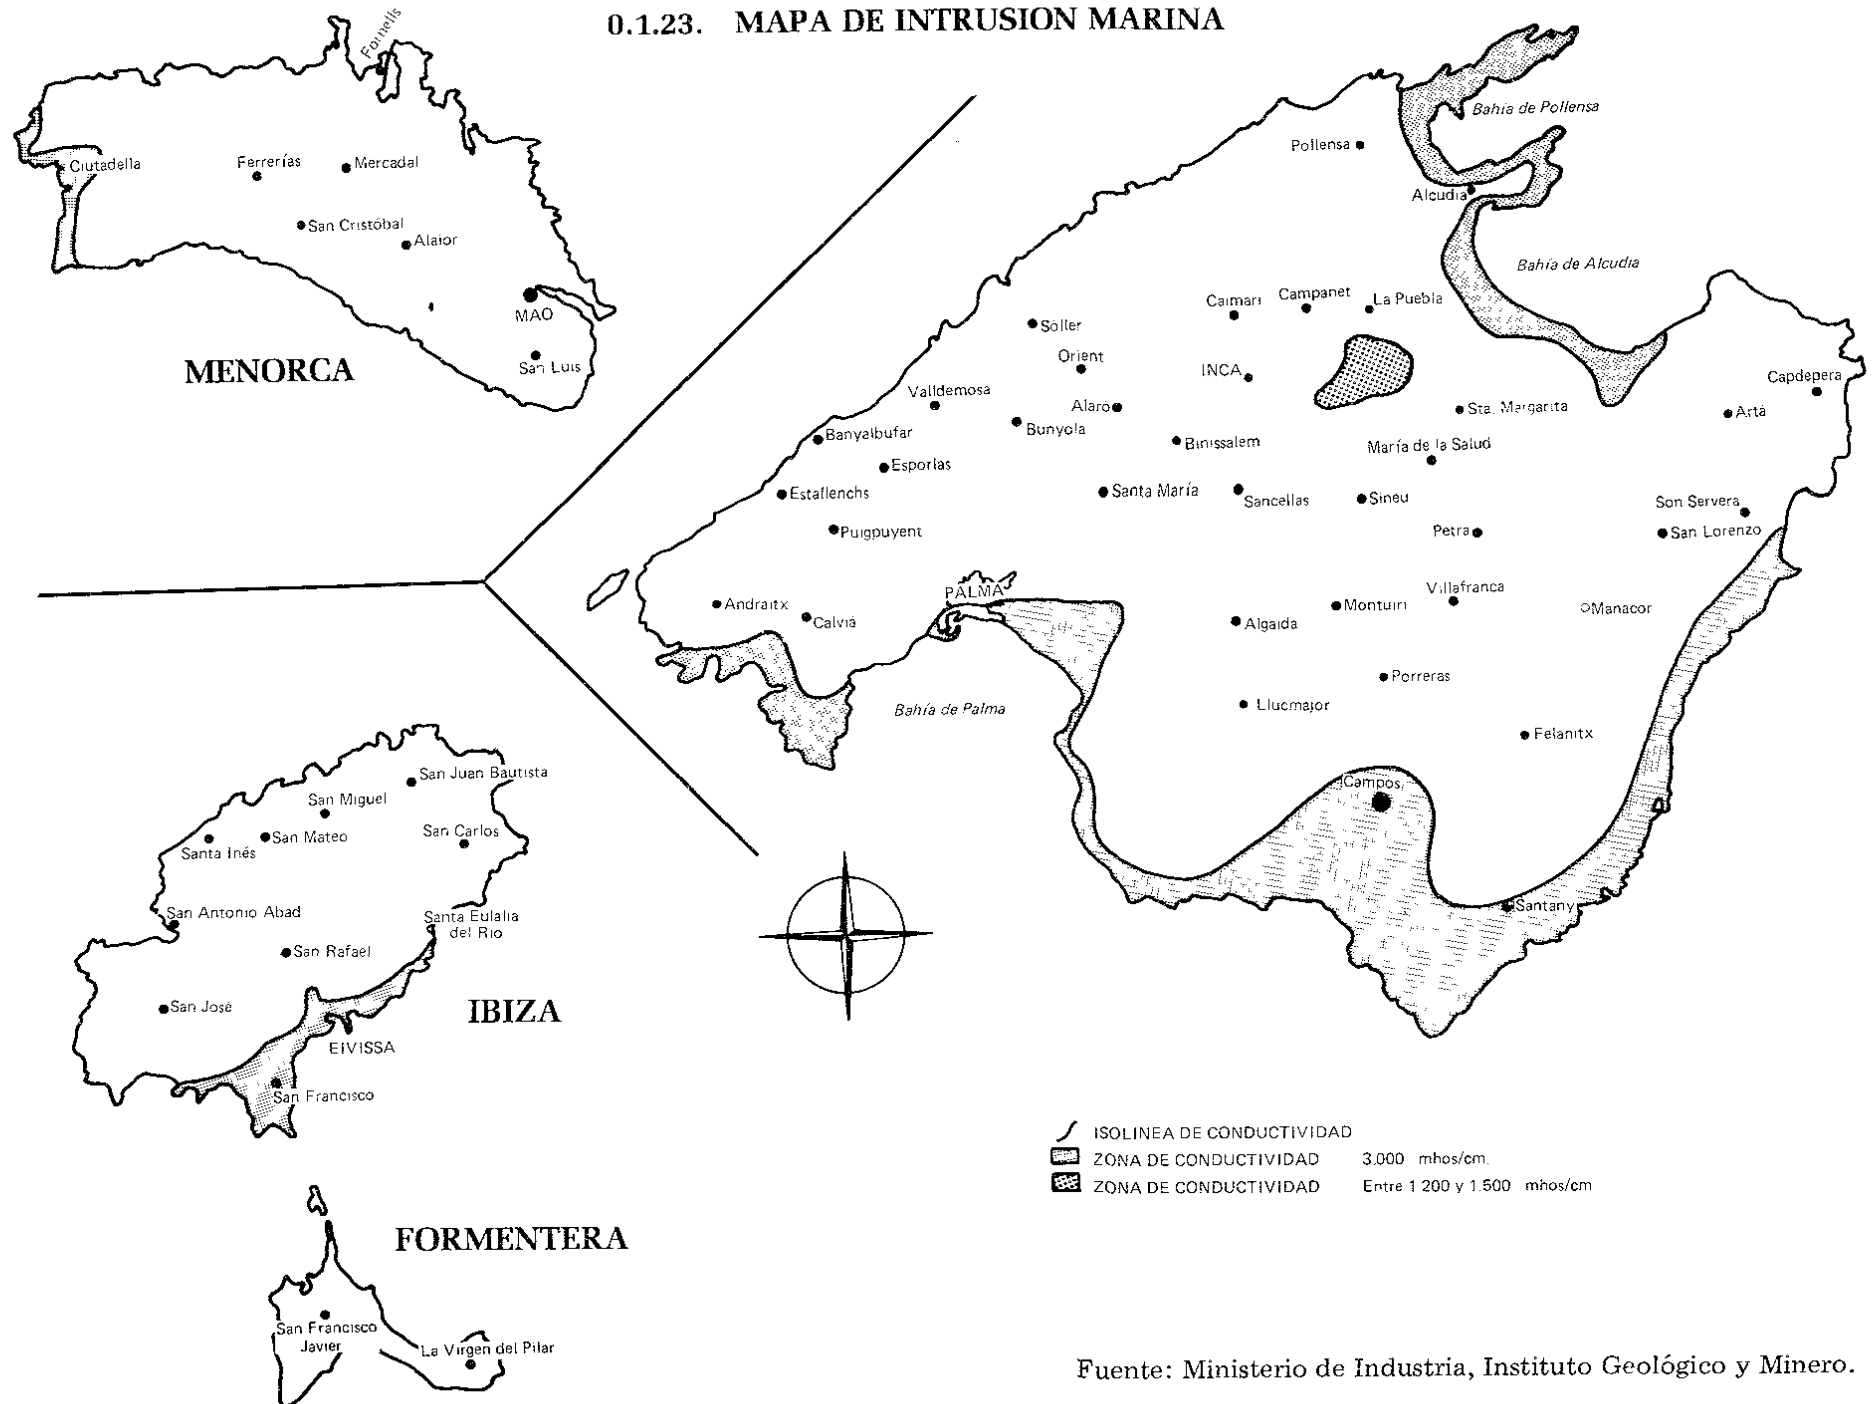 0.1.23. MAPA DE INTRUSION MARINA
Fornells
Ciutadella
Ferrerías
Mercadal
San Cristóbal
Alaior
MAO
San Luis
MENORCA
Bahía de Pollensa
Pollensa
Alcudia
Bahía de Alcudia
Caimari
Campanet
La Puebla
Sóller
Orient
INCA
Capdepera
Valldemosa
Alaró
Sta. Margarita
Artá
Banyalbufar
Bunyola
Binissalem
María de la Salud
Esporlas
Estallenchs
Santa María
Sancellas
Sineu
Son Servera
Puigpuyent
Petra
San Lorenzo
PALMA
Villafranca
Andraitx
Calviá
Algaida
Montuiri
Manacor
Porreras
Bahía de Palma
Llucmajor
Felanitx
Campos
Santany
San Juan Bautista
San Miguel
San Mateo
San Carlos
Santa Inés
San Antonio Abad
Santa Eulalia
del Rio
San Rafael
San José
IBIZA
EIVISSA
San Francisco
ISOLINEA DE CONDUCTIVIDAD
ZONA DE CONDUCTIVIDAD 3.000 mhos/cm.
ZONA DE CONDUCTIVIDAD Entre 1 200 y 1.500 mhos/cm
FORMENTERA
San Francisco
Javier
La Virgen del Pilar
Fuente: Ministerio de Industria, Instituto Geológico y Minero.